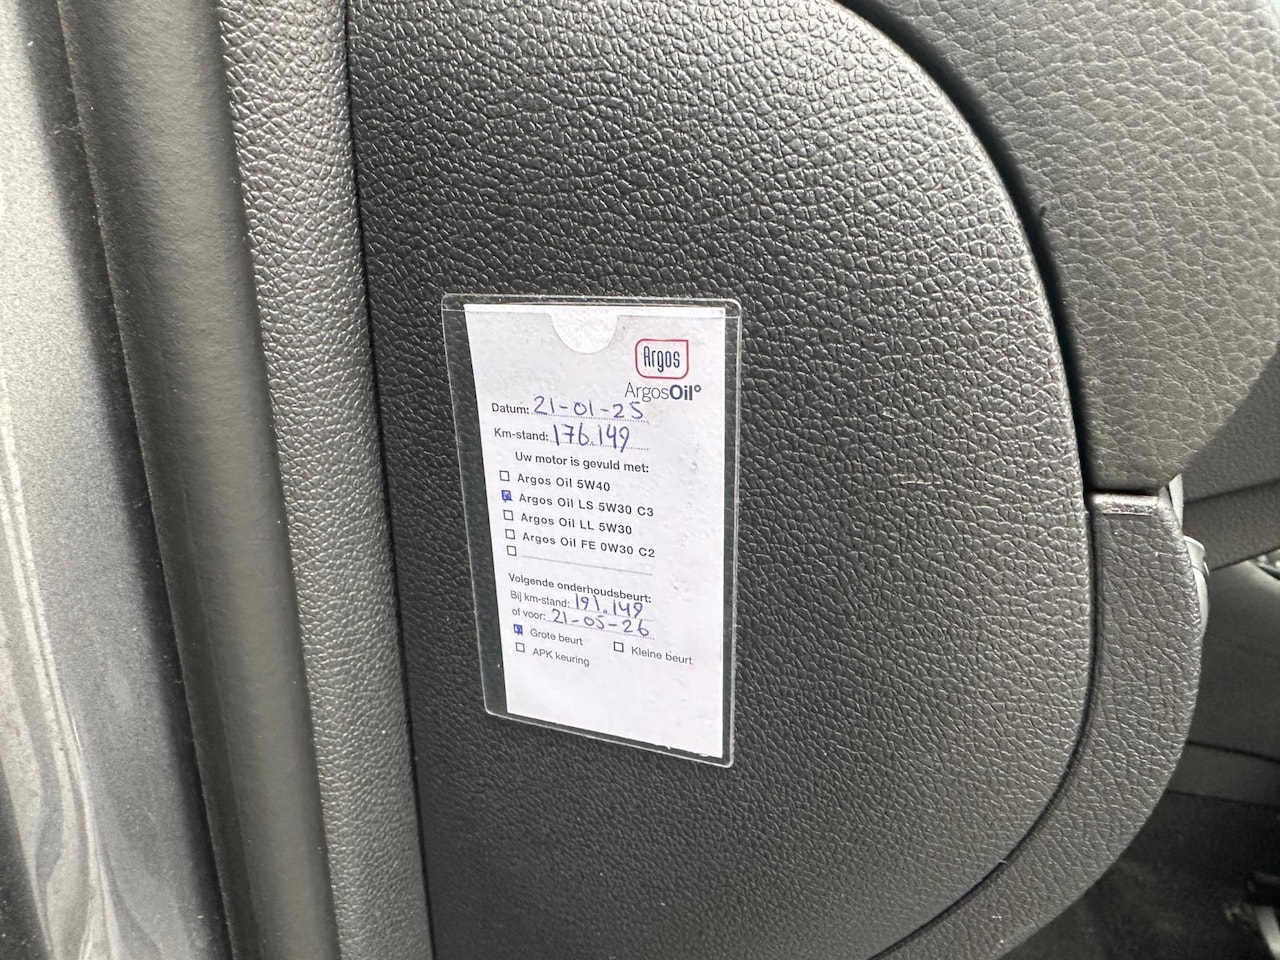 Argos
ArgosOil°
Datum: 21-01-25
Km-stand: 176.149
Uw motor is gevuld met:
Argos Oil 5W40
Argos Oil LS 5W30 C3
Argos Oil LL 5W30
Argos Oil FE 0W30 C2
Volgende onderhoudsbeurt:
Bij km-stand: 191.149
of voor: 21-05-26
Grote beurt Kleine beurt
APK keuring